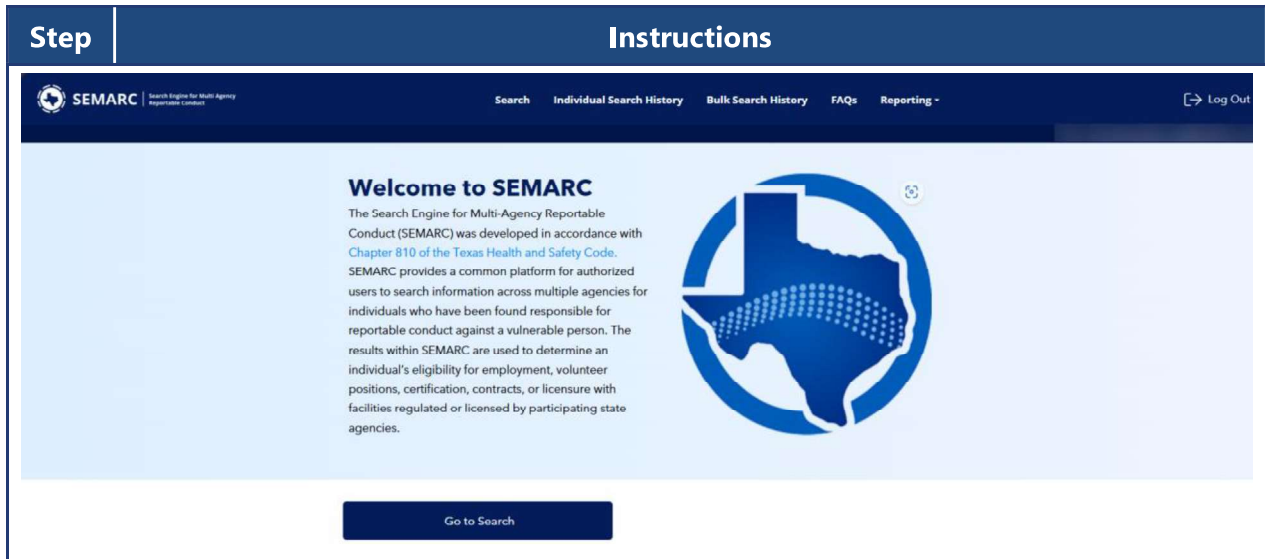 Step Instructions
SEMARC Search Engine for Multi Agency
Reportable Conduct
Search Individual Search History Bulk Search History FAQs Reporting - Log Out
Welcome to SEMARC
The Search Engine for Multi-Agency Reportable
Conduct (SEMARC) was developed in accordance with
Chapter 810 of the Texas Health and Safety Code.
SEMARC provides a common platform for authorized
users to search information across multiple agencies for
individuals who have been found responsible for
reportable conduct against a vulnerable person. The
results within SEMARC are used to determine an
individual's eligibility for employment, volunteer
positions, certification, contracts, or licensure with
facilities regulated or licensed by participating state
agencies.
Go to Search